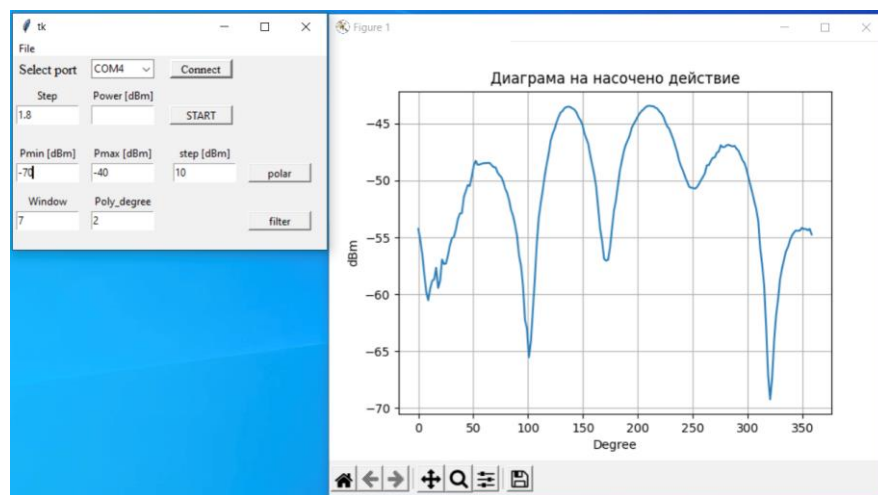 tk
File
Select port COM4 Connect
Step Power [dBm]
1.8 START
Pmin [dBm] Pmax [dBm] step [dBm]
-70 -40 10 polar
Window Poly_degree
7 2 filter
Figure 1
Диаграма на насочено действие
dBm
−45
−50
−55
−60
−65
−70
0 50 100 150 200 250 300 350
Degree